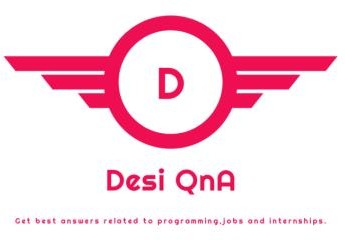 D
Desi QnA
Get best answers related to programming,jobs and internships.